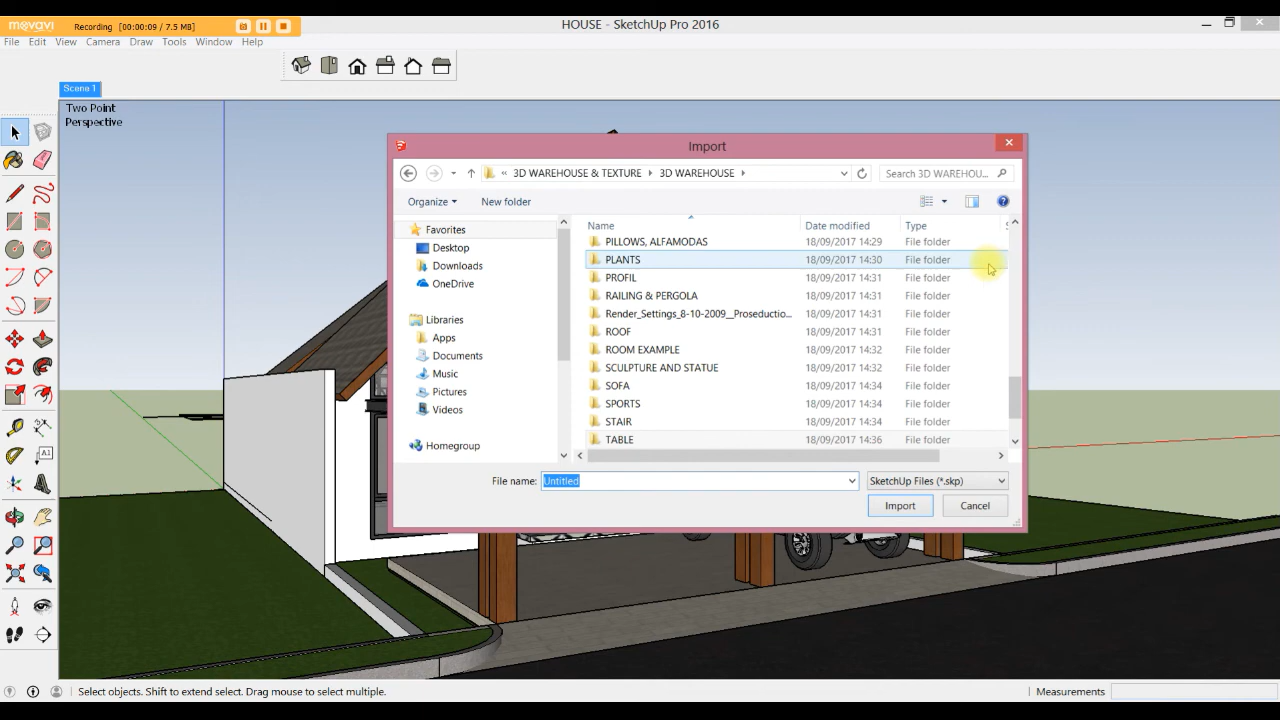 movavi Recording [00:00:09 / 7.5 MB] HOUSE - SketchUp Pro 2016
File Edit View Camera Draw Tools Window Help
Scene 1
Two Point
Perspective
Import
« 3D WAREHOUSE & TEXTURE 3D WAREHOUSE Search 3D WAREHOU...
Organize New folder
Favorites
Desktop
Downloads
OneDrive
Libraries
Apps
Documents
Music
Pictures
Videos
Homegroup
Name Date modified Type S
PILLOWS, ALFAMODAS 18/09/2017 14:29 File folder
PLANTS 18/09/2017 14:30 File folder
PROFIL 18/09/2017 14:31 File folder
RAILING & PERGOLA 18/09/2017 14:31 File folder
Render_Settings_8-10-2009__Proseductio... 18/09/2017 14:31 File folder
ROOF 18/09/2017 14:31 File folder
ROOM EXAMPLE 18/09/2017 14:32 File folder
SCULPTURE AND STATUE 18/09/2017 14:32 File folder
SOFA 18/09/2017 14:34 File folder
SPORTS 18/09/2017 14:34 File folder
STAIR 18/09/2017 14:34 File folder
TABLE 18/09/2017 14:36 File folder
File name: Untitled SketchUp Files (*.skp)
Import Cancel
Select objects. Shift to extend select. Drag mouse to select multiple. Measurements